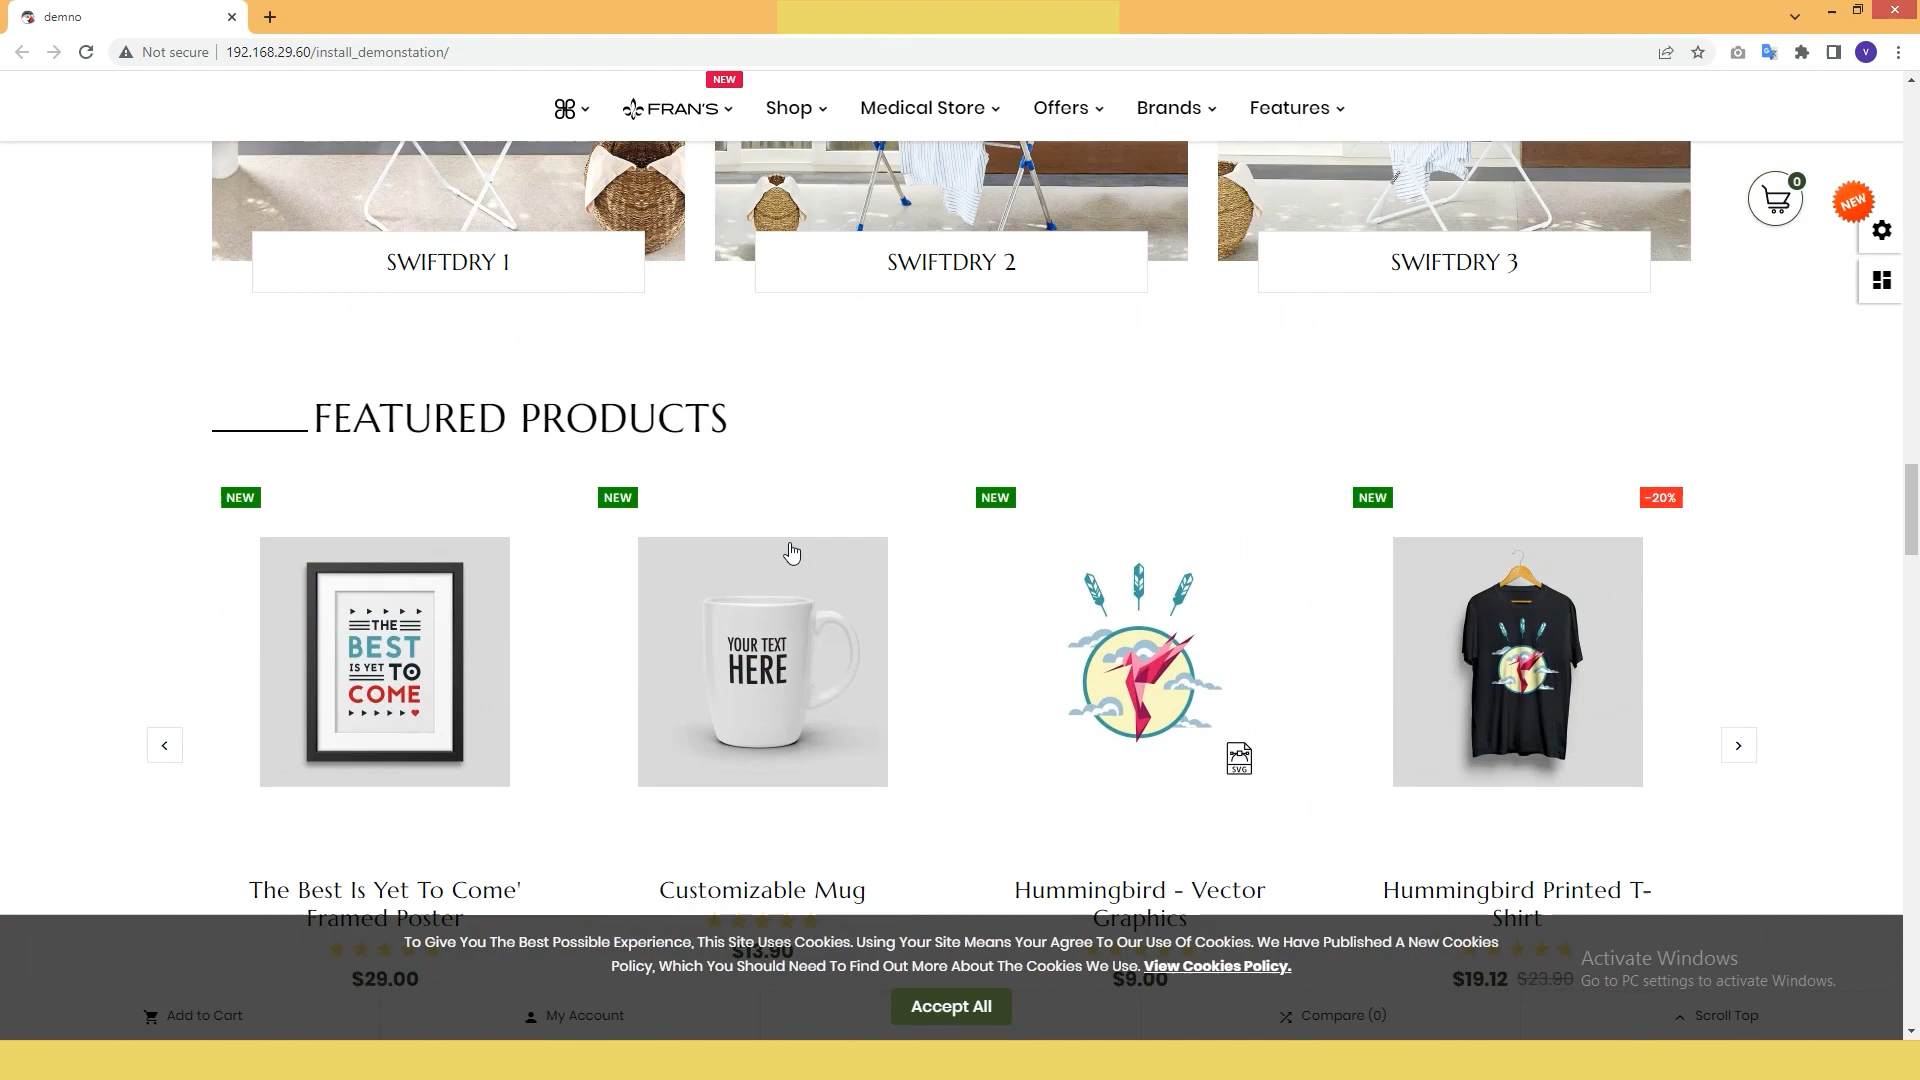 demno
Not secure
192.168.29.60/install_demonstation/
V
NEW
FRAN'S
Shop
Medical Store
Offers
Brands
Features
0
NEW
SWIFTDRY 1
SWIFTDRY 2
SWIFTDRY 3
FEATURED PRODUCTS
NEW
NEW
NEW
NEW
-20%
THE
BEST
IS YET TO
COME
YOUR TEXT
HERE
SVG
The Best Is Yet To Come'
Framed Poster
$29.00
Customizable Mug
$13.90
Hummingbird - Vector
Graphics
$9.00
Hummingbird Printed T-
Shirt
$19.12 $23.90
To Give You The Best Possible Experience, This Site Uses Cookies. Using Your Site Means Your Agree To Our Use Of Cookies. We Have Published A New Cookies
Policy, Which You Should Need To Find Out More About The Cookies We Use. View Cookies Policy.
Accept All
Activate Windows
Go to PC settings to activate Windows.
Add to Cart
My Account
Compare (0)
Scroll Top